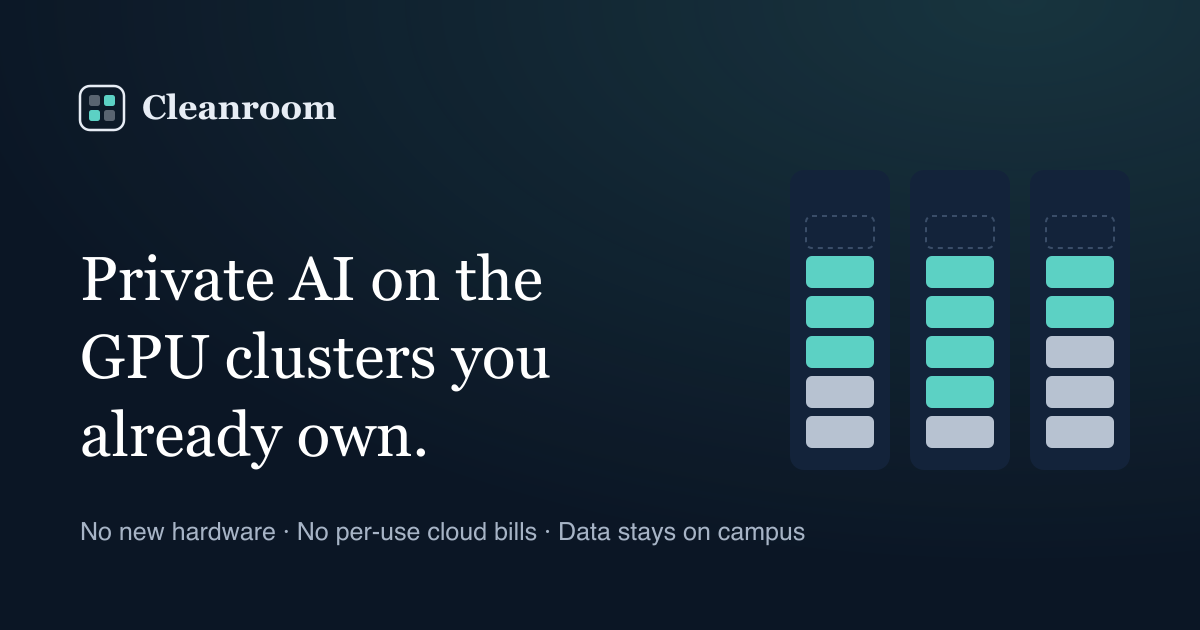 Cleanroom
Private AI on the
GPU clusters you
already own.
No new hardware · No per-use cloud bills · Data stays on campus